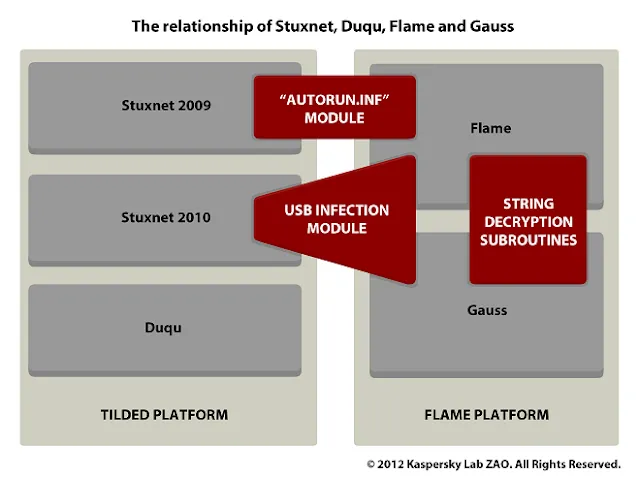 The relationship of Stuxnet, Duqu, Flame and Gauss
Stuxnet 2009
“AUTORUN.INF”
MODULE
Flame
Stuxnet 2010
USB INFECTION
MODULE
STRING
DECRYPTION
SUBROUTINES
Duqu
Gauss
TILDED PLATFORM
FLAME PLATFORM
© 2012 Kaspersky Lab ZAO. All Rights Reserved.